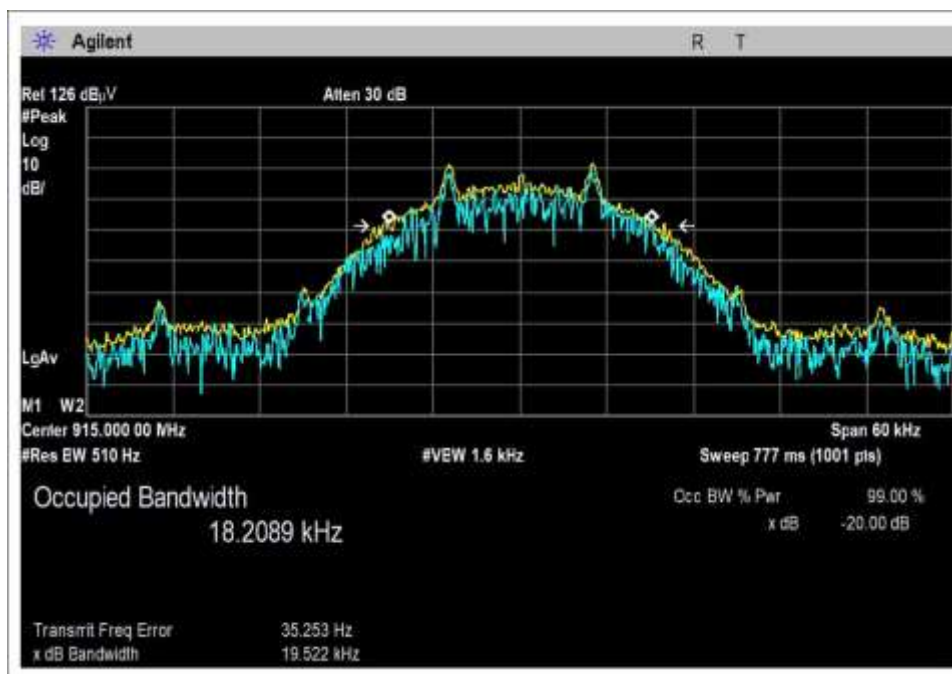 Agilent R T
Ref 126 dBµV Atten 30 dB
#Peak
Log
10
dB/
LgAv
M1 W2
Center 915.000 00 MHz Span 60 kHz
#Res BW 510 Hz #VBW 1.6 kHz Sweep 777 ms (1001 pts)
Occupied Bandwidth
18.2089 kHz
Occ BW % Pwr 99.00 %
x dB -20.00 dB
Transmit Freq Error 35.253 Hz
x dB Bandwidth 19.522 kHz